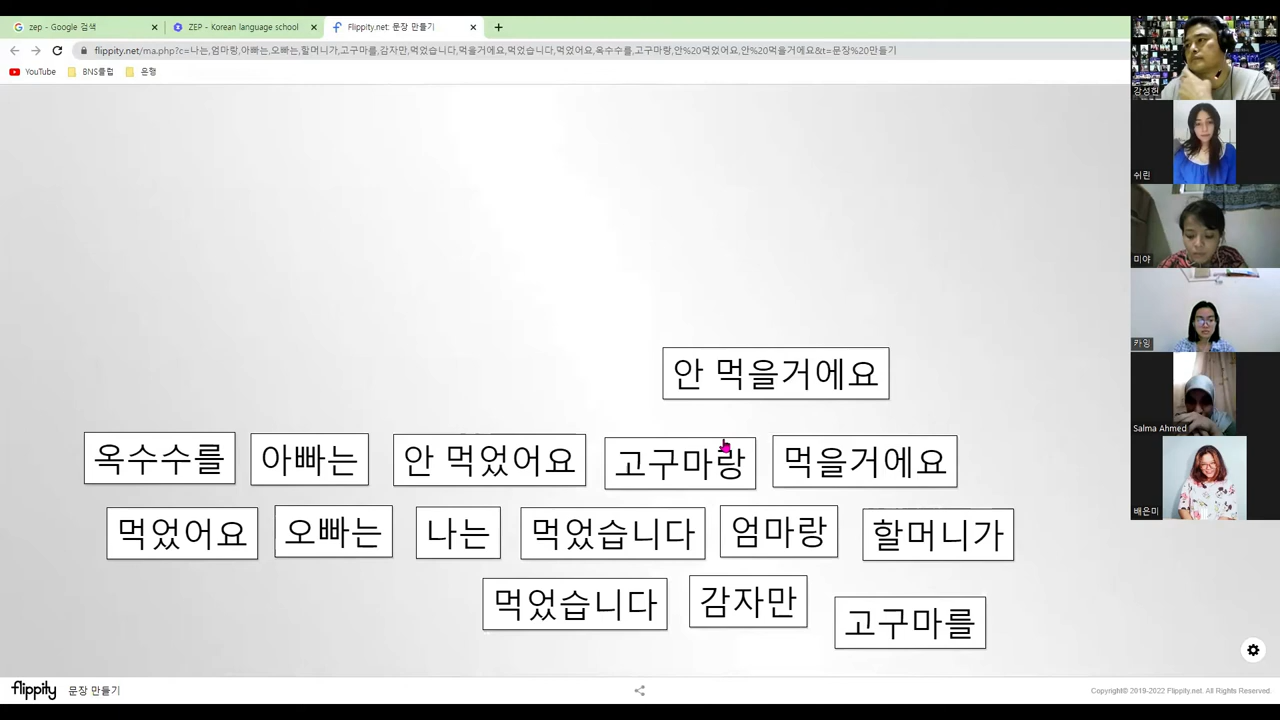 zep - Google 검색
ZEP - Korean language school
Flippity.net: 문장 만들기
flippity.net/ma.php?c=나는,엄마랑,아빠는,오빠는,할머니가,고구마를,감자만,먹었습니다,먹을거에요,먹었습니다,먹었어요,옥수수를,고구마랑,안%20먹었어요,안%20먹을거에요&t=문장%20만들기
YouTube BNS클럽 은행
강성헌
쉬린
미야
카잉
Salma Ahmed
배은미
안 먹을거에요
옥수수를 아빠는 안 먹었어요 고구마랑 먹을거에요
먹었어요 오빠는 나는 먹었습니다 엄마랑 할머니가
먹었습니다 감자만 고구마를
flippity 문장 만들기
Copyright© 2019-2022 Flippity.net. All Rights Reserved.